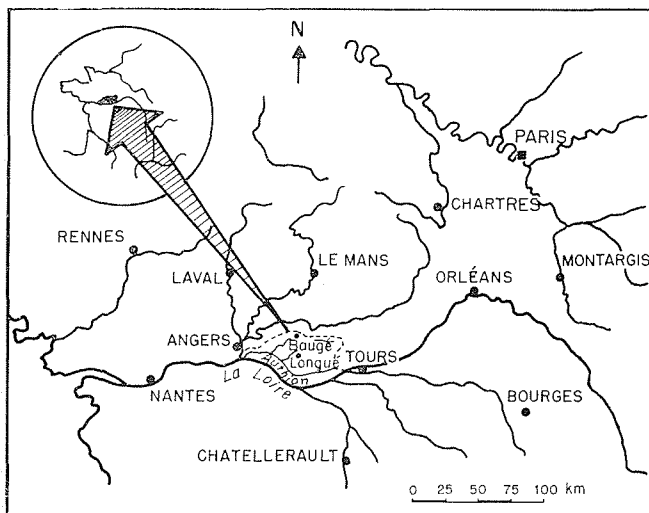 N
PARIS
CHARTRES
RENNES
LAVAL
LE MANS
ORLÉANS
MONTARGIS
ANGERS
Baugé
Longué
TOURS
Authion
La Loire
NANTES
BOURGES
CHATELLERAULT
0 25 50 75 100 km